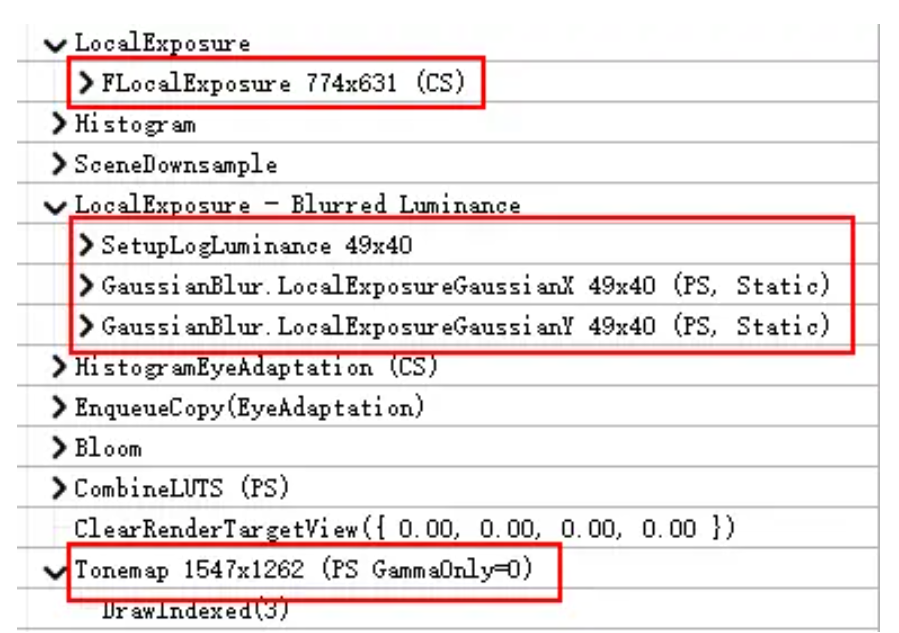 LocalExposure
FLocalExposure 774x631 (CS)
Histogram
SceneDownsample
LocalExposure - Blurred Luminance
SetupLogLuminance 49x40
GaussianBlur.LocalExposureGaussianX 49x40 (PS, Static)
GaussianBlur.LocalExposureGaussianY 49x40 (PS, Static)
HistogramEyeAdaptation (CS)
EnqueueCopy(EyeAdaptation)
Bloom
CombineLUTS (PS)
ClearRenderTargetView({ 0.00, 0.00, 0.00, 0.00 })
Tonemap 1547x1262 (PS GammaOnly=0)
DrawIndexed(3)